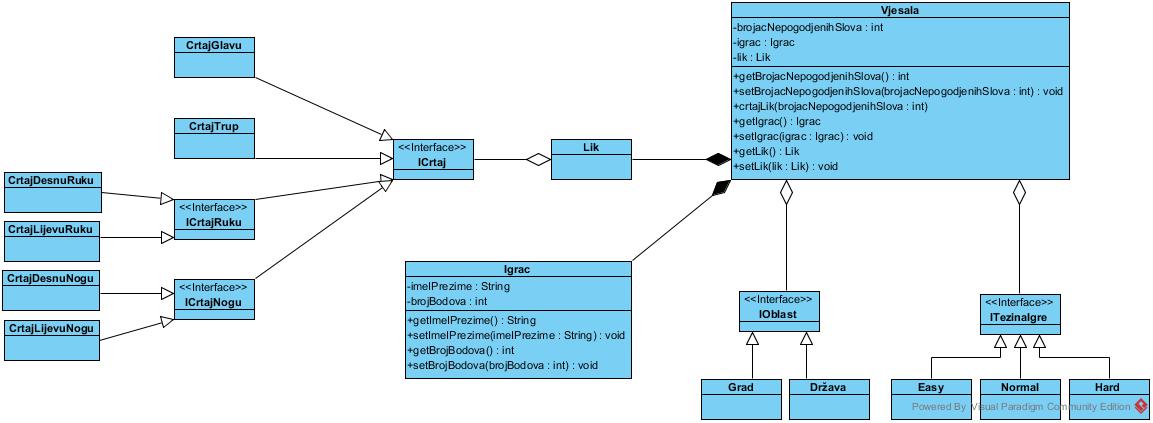 Vjesala
-brojacNepogodjenihSlova : int
-igrac : Igrac
-lik : Lik
+getBrojacNepogodjenihSlova() : int
+setBrojacNepogodjenihSlova(brojacNepogodjenihSlova : int) : void
+crtajLik(brojacNepogodjenihSlova : int)
+getIgrac() : Igrac
+setIgrac(igrac : Igrac) : void
+getLik() : Lik
+setLik(lik : Lik) : void
CrtajGlavu
CrtajTrup
<<Interface>>
ICrtaj
Lik
CrtajDesnuRuku
<<Interface>>
ICrtajRuku
CrtajLijevuRuku
CrtajDesnuNogu
<<Interface>>
ICrtajNogu
CrtajLijevuNogu
Igrac
-imeIPrezime : String
-brojBodova : int
+getImeIPrezime() : String
+setImeIPrezime(imeIPrezime : String) : void
+getBrojBodova() : int
+setBrojBodova(brojBodova : int) : void
<<Interface>>
IOblast
<<Interface>>
ITezinaIgre
Grad
Država
Easy
Normal
Hard
Powered By Visual Paradigm Community Edition